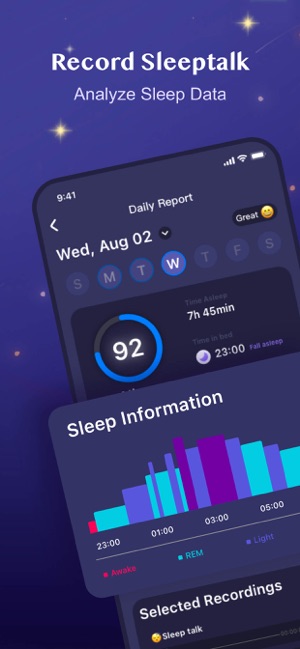 Record Sleeptalk
Analyze Sleep Data
9:41
Daily Report
Wed, Aug 02
Great
S M T W T F S
92
Time Asleep
7h 45min
Time in bed
23:00 Fall asleep
Sleep Information
23:00 01:00 03:00 05:00
Awake REM Light
Selected Recordings
Sleep talk